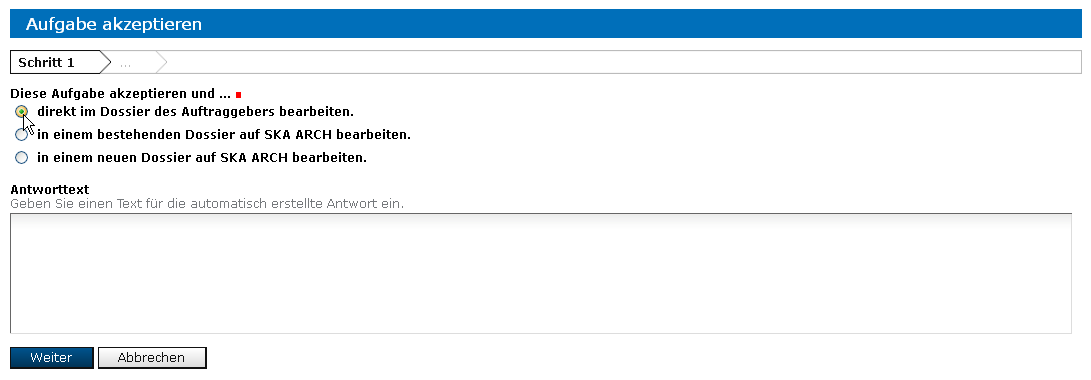 Aufgabe akzeptieren
Schritt 1
...
Diese Aufgabe akzeptieren und ...
direkt im Dossier des Auftraggebers bearbeiten.
in einem bestehenden Dossier auf SKA ARCH bearbeiten.
in einem neuen Dossier auf SKA ARCH bearbeiten.
Antworttext
Geben Sie einen Text für die automatisch erstellte Antwort ein.
Weiter
Abbrechen